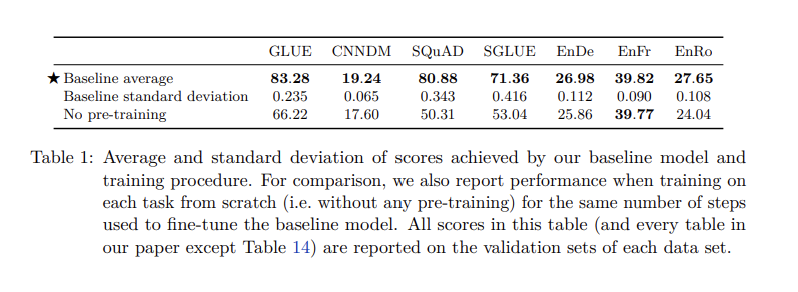 GLUE CNNDM SQuAD SGLUE EnDe EnFr EnRo
★ Baseline average 83.28 19.24 80.88 71.36 26.98 39.82 27.65
Baseline standard deviation 0.235 0.065 0.343 0.416 0.112 0.090 0.108
No pre-training 66.22 17.60 50.31 53.04 25.86 39.77 24.04
Table 1: Average and standard deviation of scores achieved by our baseline model and
training procedure. For comparison, we also report performance when training on
each task from scratch (i.e. without any pre-training) for the same number of steps
used to fine-tune the baseline model. All scores in this table (and every table in
our paper except Table 14) are reported on the validation sets of each data set.